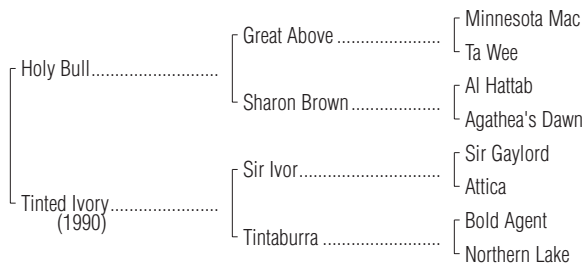 Minnesota Mac
Great Above
Ta Wee
Holy Bull
Al Hattab
Sharon Brown
Agathea's Dawn
Sir Gaylord
Sir Ivor
Attica
Tinted Ivory
(1990)
Bold Agent
Tintaburra
Northern Lake